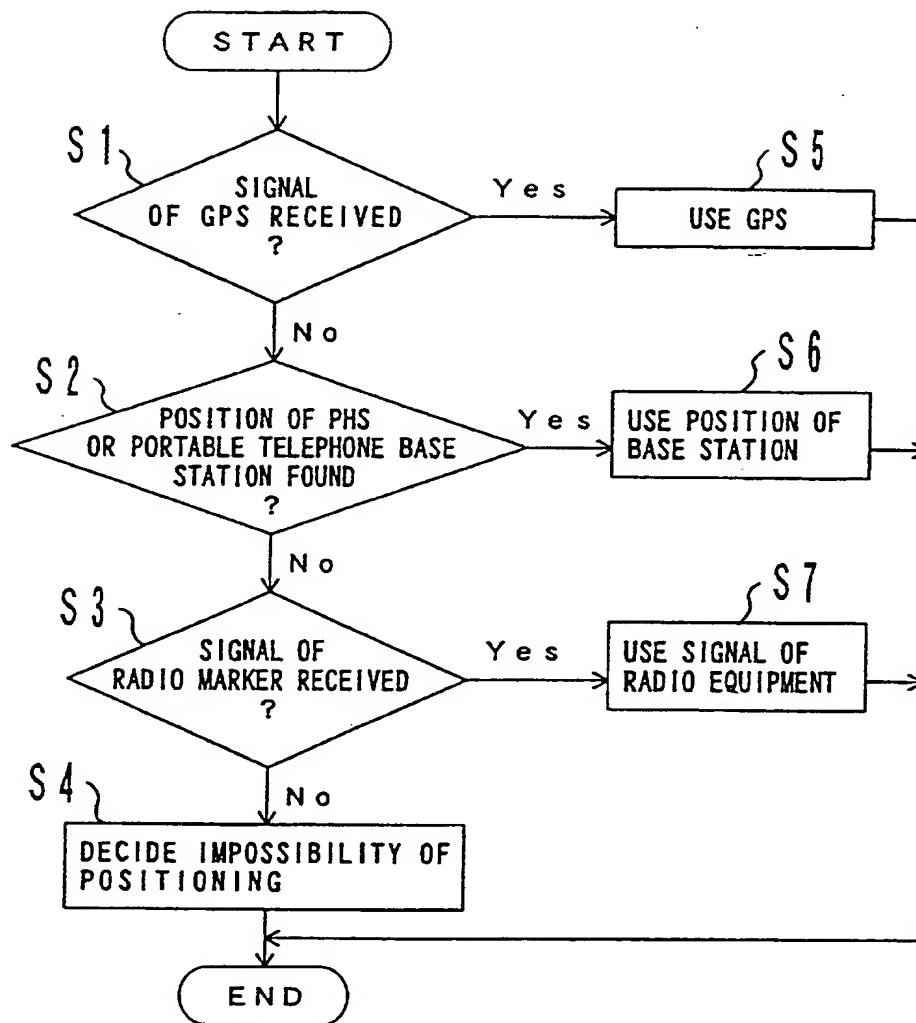 START
S1
SIGNAL
OF GPS RECEIVED
?
Yes
S5
USE GPS
No
S2
POSITION OF PHS
OR PORTABLE TELEPHONE BASE
STATION FOUND
?
Yes
S6
USE POSITION OF
BASE STATION
No
S3
SIGNAL OF
RADIO MARKER RECEIVED
?
Yes
S7
USE SIGNAL OF
RADIO EQUIPMENT
No
S4
DECIDE IMPOSSIBILITY OF
POSITIONING
END